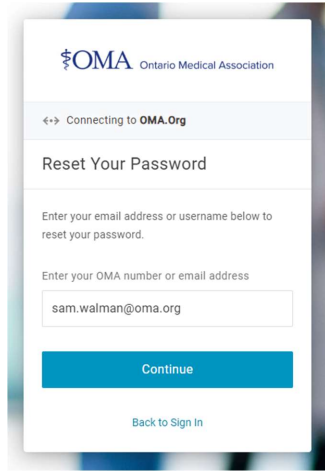 OMA Ontario Medical Association
Connecting to OMA.Org
Reset Your Password
Enter your email address or username below to
reset your password.
Enter your OMA number or email address
sam.walman@oma.org
Continue
Back to Sign In